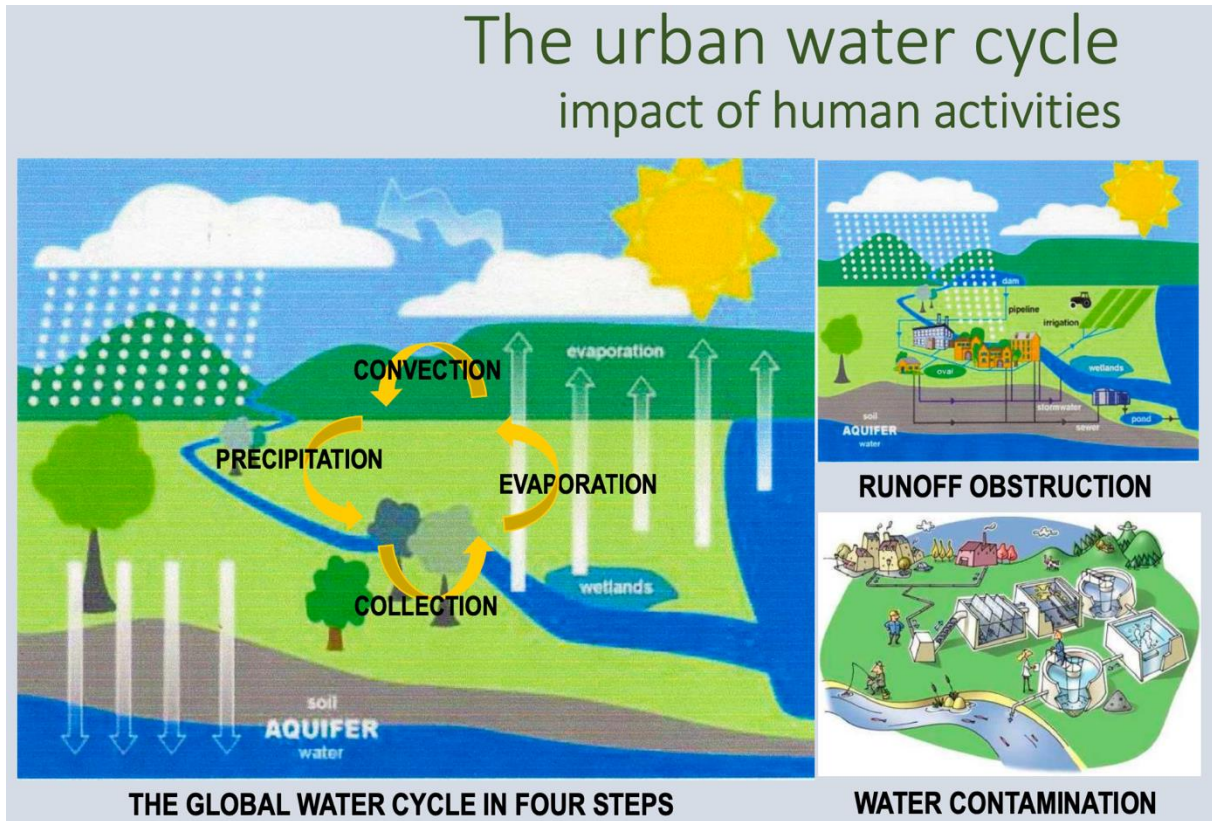 The urban water cycle
impact of human activities
evaporation
CONVECTION
PRECIPITATION
EVAPORATION
COLLECTION
wetlands
soil
AQUIFER
water
THE GLOBAL WATER CYCLE IN FOUR STEPS
dam
pipeline
irrigation
oval
wetlands
stormwater
sewer
pond
soil
AQUIFER
water
RUNOFF OBSTRUCTION
WATER CONTAMINATION